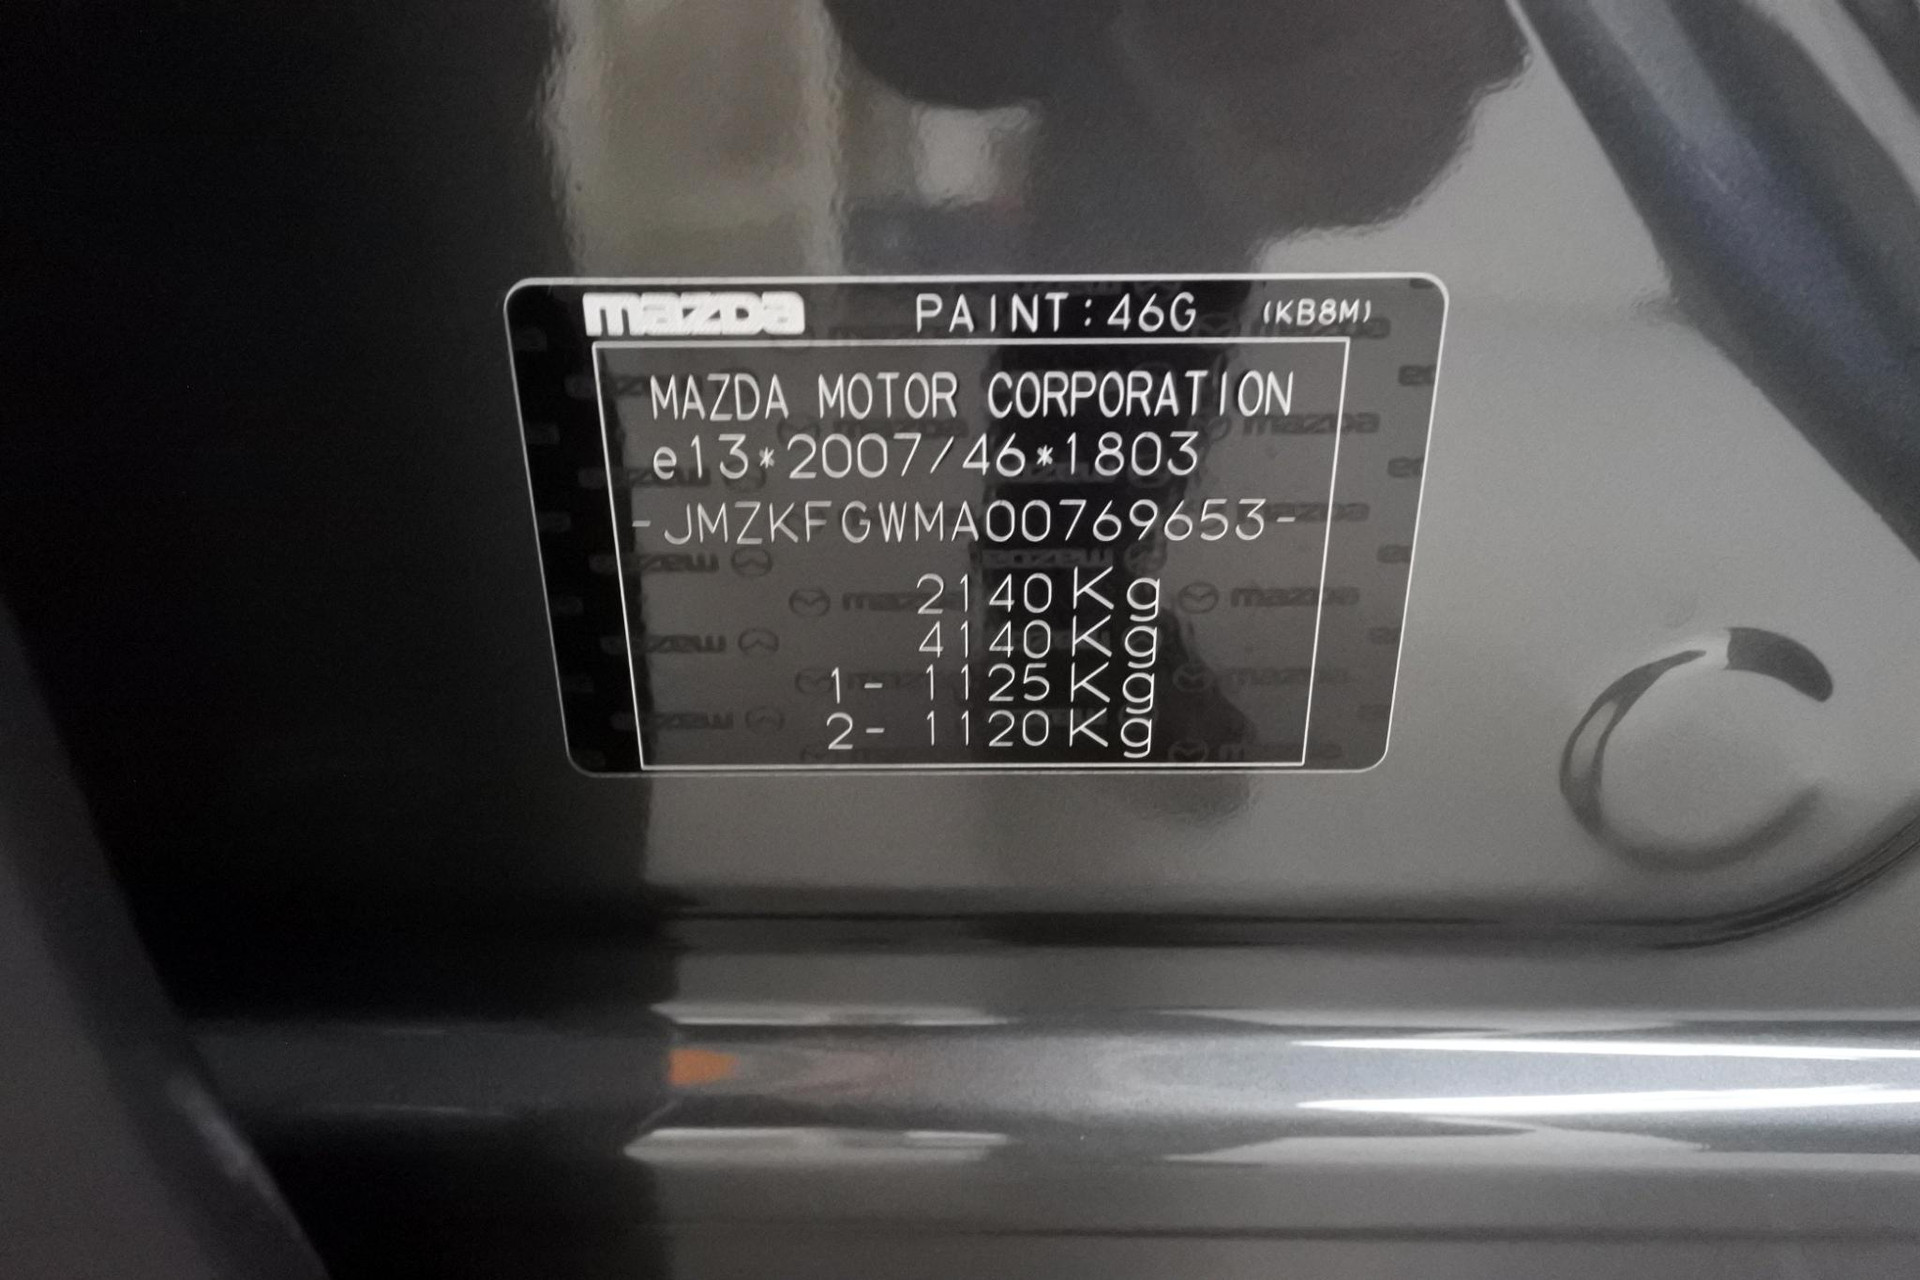 mazda PAINT:46G (KB8M)
MAZDA MOTOR CORPORATION
e13*2007/46*1803
-JMZKFGWMA00769653-
2140Kg
4140Kg
1- 1125Kg
2- 1120Kg